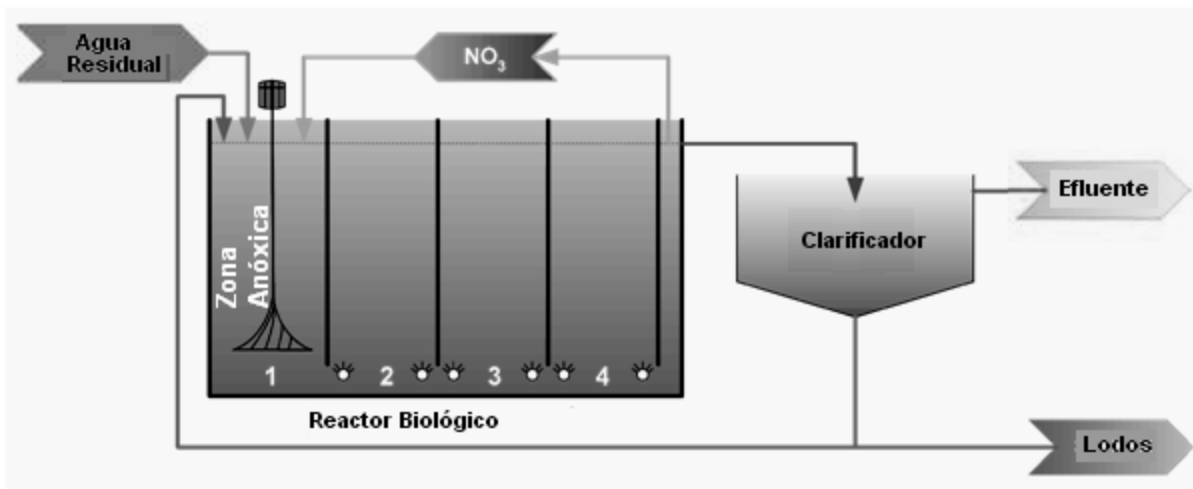 Agua
Residual
NO₃
Zona
Anóxica
1
2
3
4
Reactor Biológico
Clarificador
Efluente
Lodos